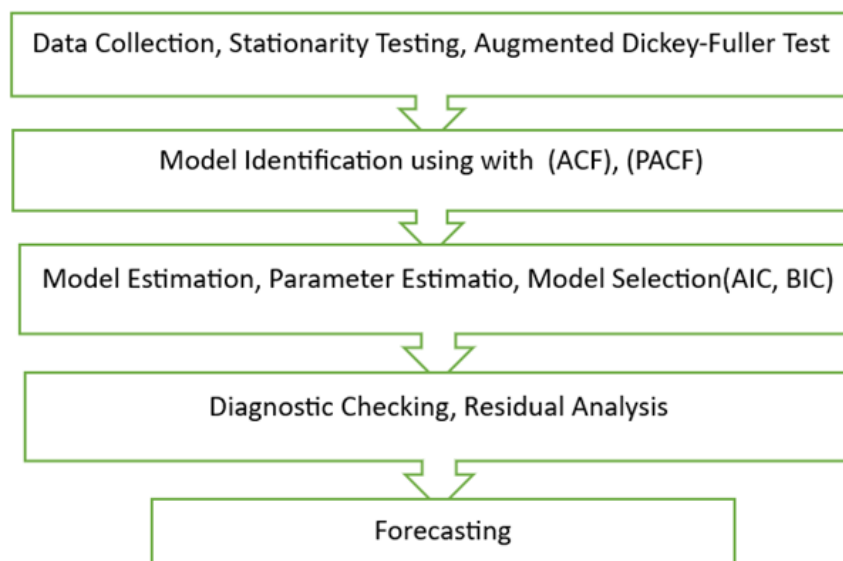 Data Collection, Stationarity Testing, Augmented Dickey-Fuller Test
Model Identification using with (ACF), (PACF)
Model Estimation, Parameter Estimatio, Model Selection(AIC, BIC)
Diagnostic Checking, Residual Analysis
Forecasting